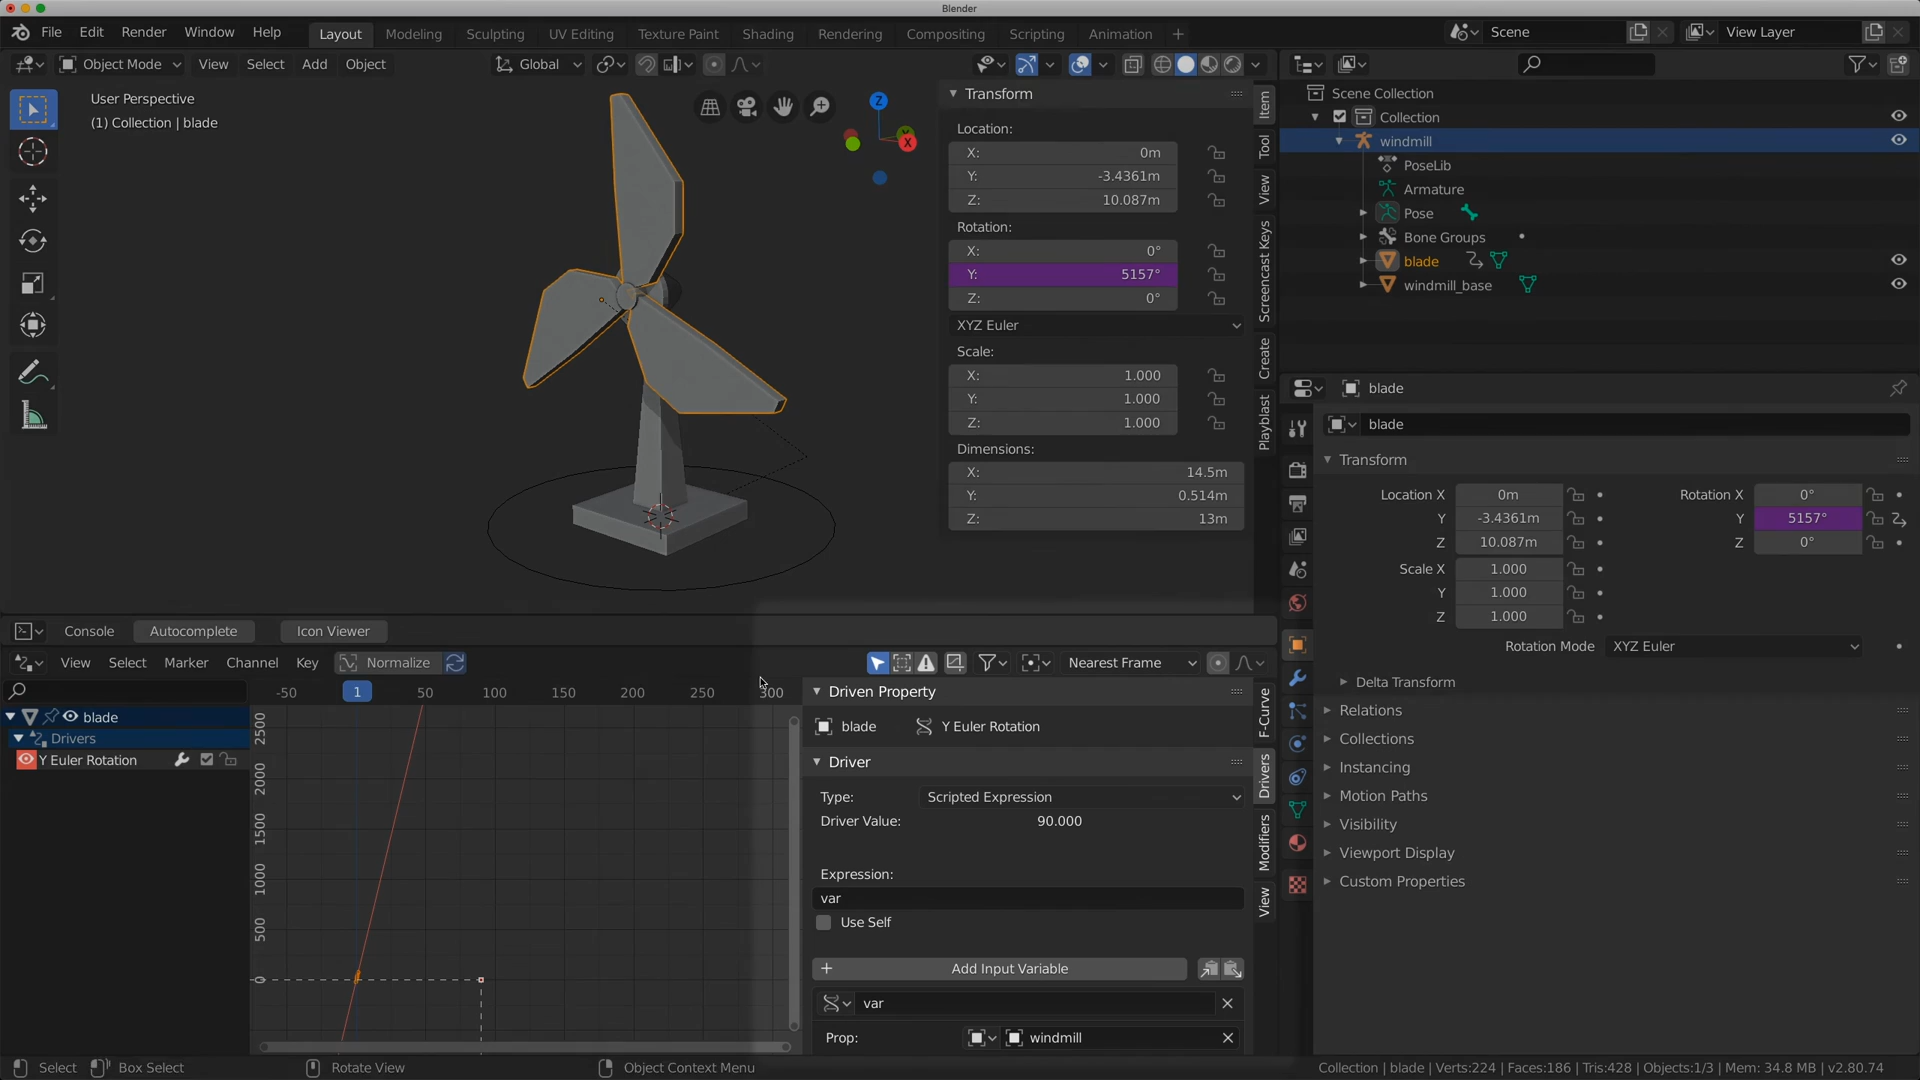 Blender
File Edit Render Window Help Layout Modeling Sculpting UV Editing Texture Paint Shading Rendering Compositing Scripting Animation + Scene View Layer
Object Mode View Select Add Object Global
User Perspective
(1) Collection | blade
Z
Y
X
Transform
Location:
X: 0m
Y: -3.4361m
Z: 10.087m
Rotation:
X: 0°
Y: 5157°
Z: 0°
XYZ Euler
Scale:
X: 1.000
Y: 1.000
Z: 1.000
Dimensions:
X: 14.5m
Y: 0.514m
Z: 13m
Item
Tool
View
Screencast Keys
Create
Playblast
Scene Collection
Collection
windmill
PoseLib
Armature
Pose
Bone Groups
blade
windmill_base
blade
blade
Transform
Location X 0m Rotation X 0°
Y -3.4361m Y 5157°
Z 10.087m Z 0°
Scale X 1.000
Y 1.000
Z 1.000
Rotation Mode XYZ Euler
Delta Transform
Relations
Collections
Instancing
Motion Paths
Visibility
Viewport Display
Custom Properties
Console Autocomplete Icon Viewer
View Select Marker Channel Key Normalize Nearest Frame
-50 1 50 100 150 200 250 300
blade
Drivers
Y Euler Rotation
2500
2000
1500
1000
500
0
Driven Property
blade Y Euler Rotation
Driver
Type: Scripted Expression
Driver Value: 90.000
Expression:
var
Use Self
+ Add Input Variable
var
Prop: windmill
F-Curve
Drivers
Modifiers
View
Select Box Select Rotate View Object Context Menu Collection | blade | Verts:224 | Faces:186 | Tris:428 | Objects:1/3 | Mem: 34.8 MB | v2.80.74